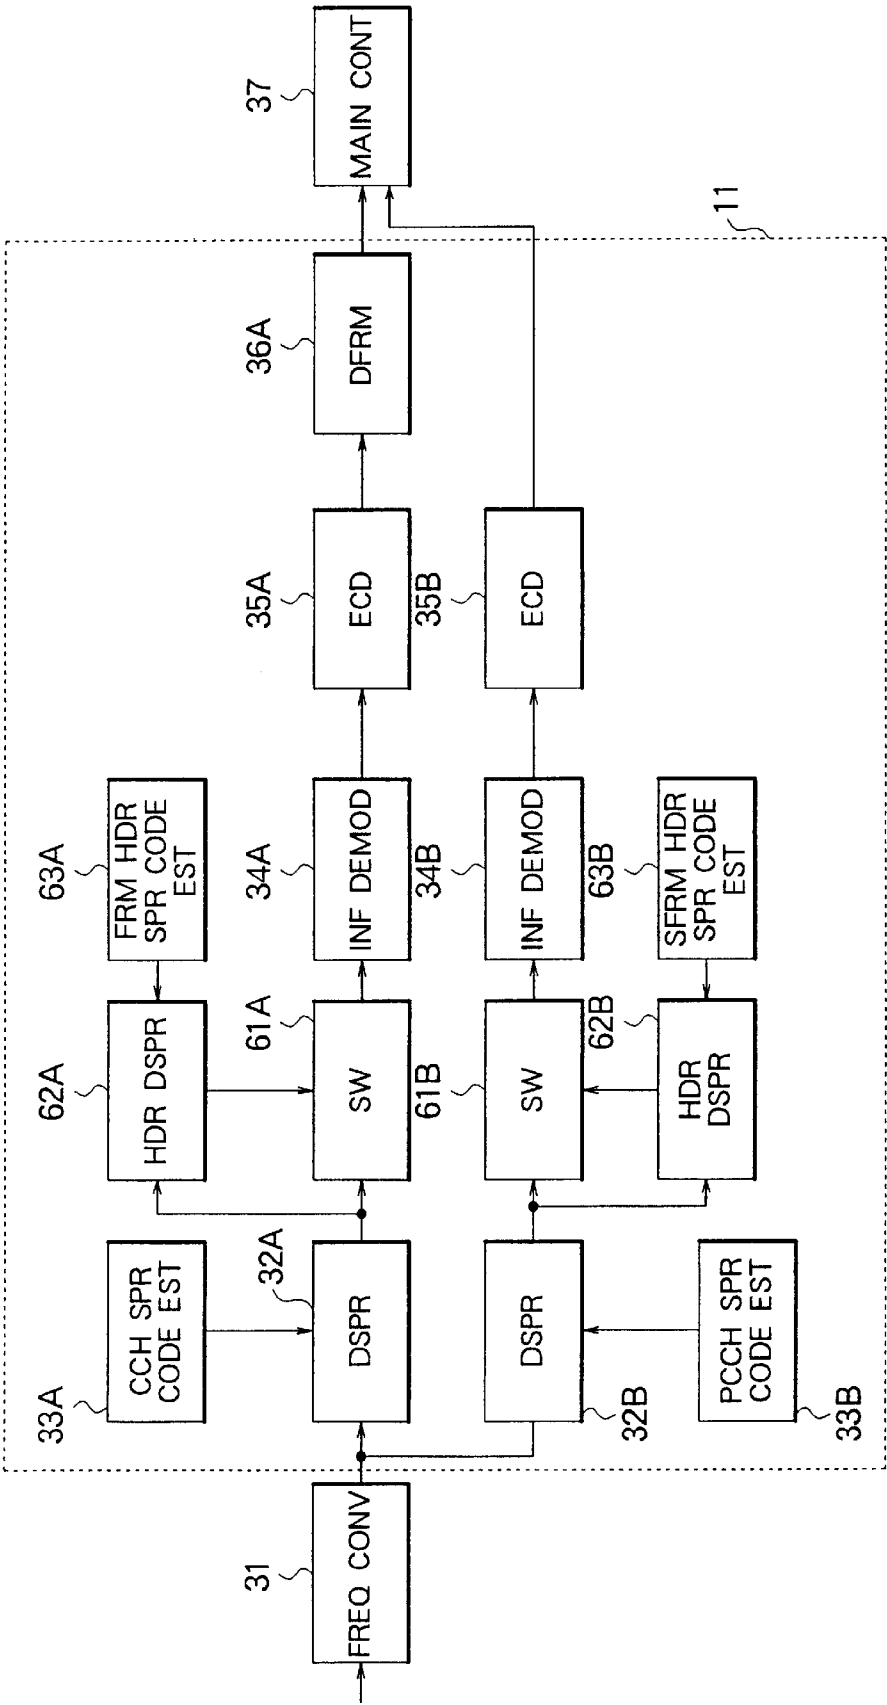 31
FREQ CONV
33A
CCH SPR
CODE EST
32A
DSPR
62A
HDR DSPR
63A
FRM HDR
SPR CODE
EST
61A
SW
34A
INF DEMOD
35A
ECD
36A
DFRM
37
MAIN CONT
11
32B
DSPR
33B
PCCH SPR
CODE EST
61B
SW
62B
HDR
DSPR
34B
INF DEMOD
63B
SFRM HDR
SPR CODE
EST
35B
ECD